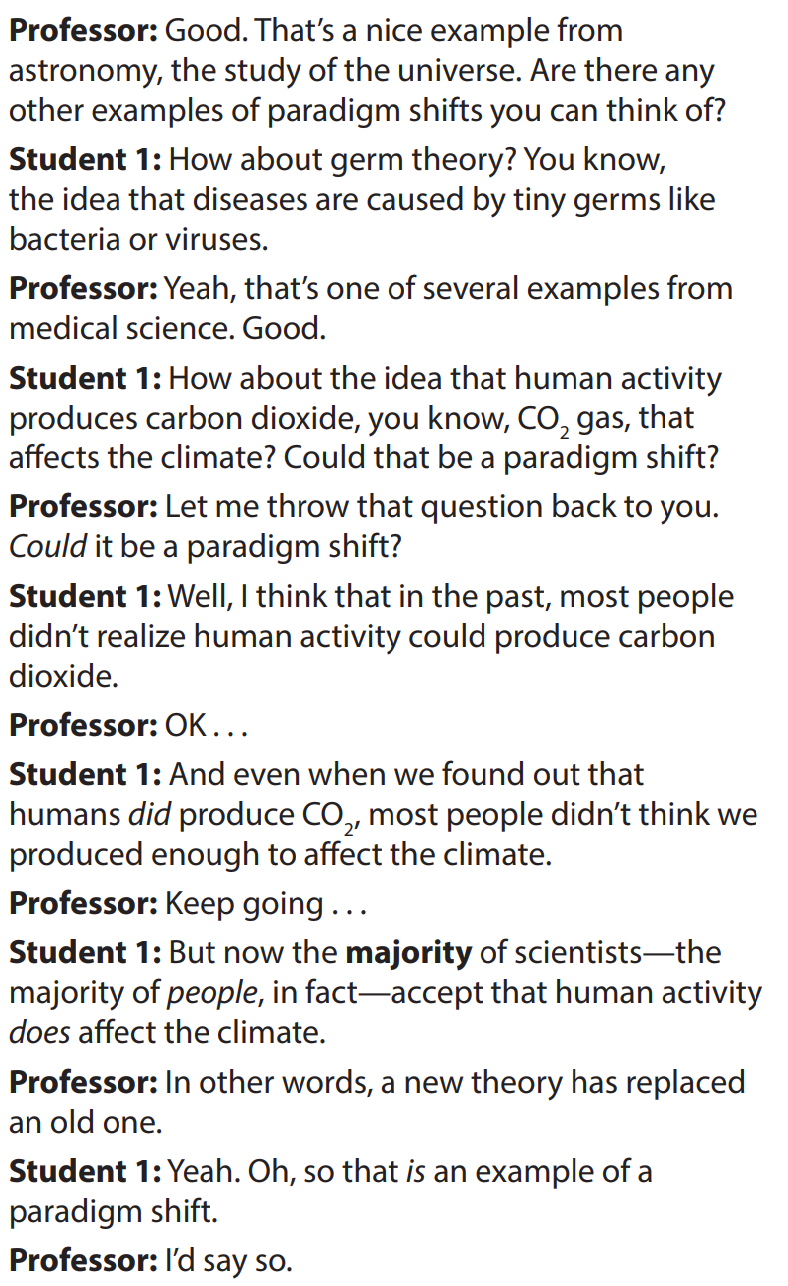 Professor: Good. That’s a nice example from
astronomy, the study of the universe. Are there any
other examples of paradigm shifts you can think of?
Student 1: How about germ theory? You know,
the idea that diseases are caused by tiny germs like
bacteria or viruses.
Professor: Yeah, that’s one of several examples from
medical science. Good.
Student 1: How about the idea that human activity
produces carbon dioxide, you know, CO₂ gas, that
affects the climate? Could that be a paradigm shift?
Professor: Let me throw that question back to you.
Could it be a paradigm shift?
Student 1: Well, I think that in the past, most people
didn’t realize human activity could produce carbon
dioxide.
Professor: OK . . .
Student 1: And even when we found out that
humans did produce CO₂, most people didn’t think we
produced enough to affect the climate.
Professor: Keep going . . .
Student 1: But now the majority of scientists—the
majority of people, in fact—accept that human activity
does affect the climate.
Professor: In other words, a new theory has replaced
an old one.
Student 1: Yeah. Oh, so that is an example of a
paradigm shift.
Professor: I’d say so.